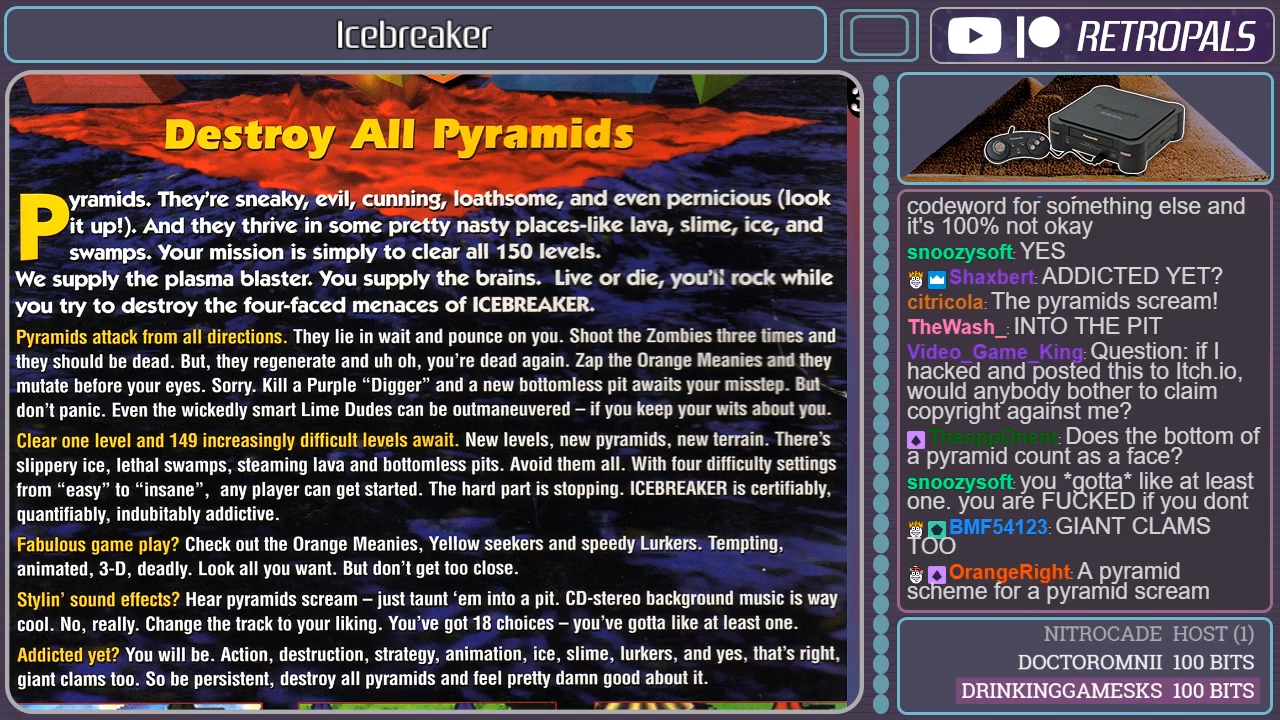 Icebreaker
RETROPALS
Destroy All Pyramids
Pyramids. They're sneaky, evil, cunning, loathsome, and even pernicious (look
it up!). And they thrive in some pretty nasty places-like lava, slime, ice, and
swamps. Your mission is simply to clear all 150 levels.
We supply the plasma blaster. You supply the brains. Live or die, you'll rock while
you try to destroy the four-faced menaces of ICEBREAKER.
Pyramids attack from all directions. They lie in wait and pounce on you. Shoot the Zombies three times and
they should be dead. But, they regenerate and uh oh, you're dead again. Zap the Orange Meanies and they
mutate before your eyes. Sorry. Kill a Purple “Digger” and a new bottomless pit awaits your misstep. But
don't panic. Even the wickedly smart Lime Dudes can be outmaneuvered – if you keep your wits about you.
Clear one level and 149 increasingly difficult levels await. New levels, new pyramids, new terrain. There's
slippery ice, lethal swamps, steaming lava and bottomless pits. Avoid them all. With four difficulty settings
from “easy” to “insane”, any player can get started. The hard part is stopping. ICEBREAKER is certifiably,
quantifiably, indubitably addictive.
Fabulous game play? Check out the Orange Meanies, Yellow seekers and speedy Lurkers. Tempting,
animated, 3-D, deadly. Look all you want. But don't get too close.
Stylin' sound effects? Hear pyramids scream – just taunt 'em into a pit. CD-stereo background music is way
cool. No, really. Change the track to your liking. You've got 18 choices – you've gotta like at least one.
Addicted yet? You will be. Action, destruction, strategy, animation, ice, slime, lurkers, and yes, that's right,
giant clams too. So be persistent, destroy all pyramids and feel pretty damn good about it.
codeword for something else and
it's 100% not okay
snoozysoft: YES
Shaxbert: ADDICTED YET?
citricola: The pyramids scream!
TheWash_: INTO THE PIT
Video_Game_King: Question: if I
hacked and posted this to Itch.io,
would anybody bother to claim
copyright against me?
TheoppOnent: Does the bottom of
a pyramid count as a face?
snoozysoft: you *gotta* like at least
one. you are FUCKED if you dont
BMF54123: GIANT CLAMS
TOO
OrangeRight: A pyramid
scheme for a pyramid scream
NITROCADE HOST (1)
DOCTOROMNII 100 BITS
DRINKINGGAMESKS 100 BITS